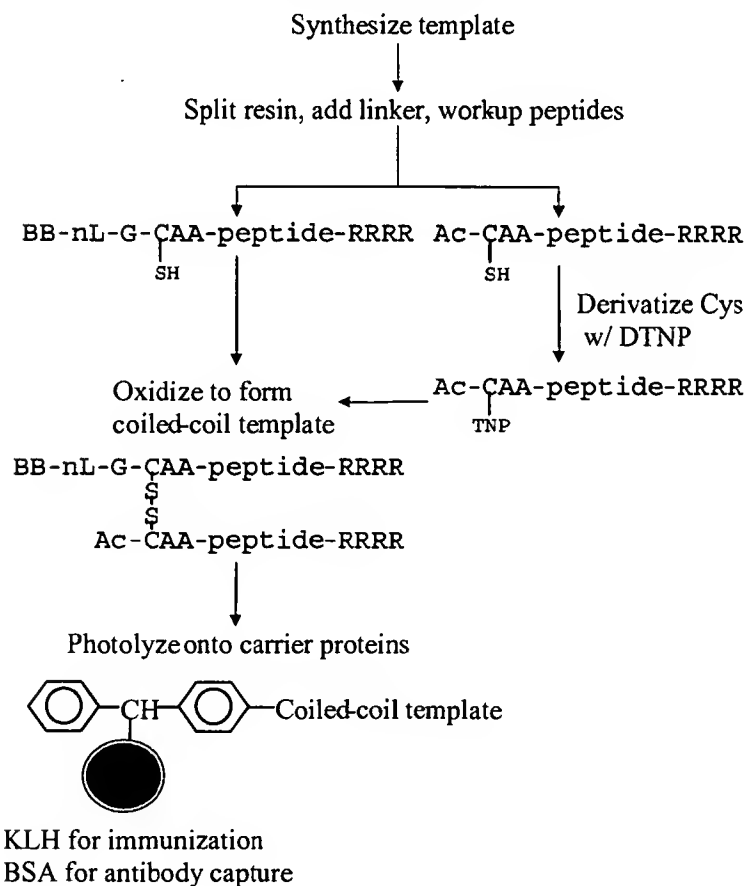 Synthesize template
Split resin, add linker, workup peptides
BB-nL-G-CAA-peptide-RRRR Ac-CAA-peptide-RRRR
SH SH
Derivatize Cys
w/ DTNP
Oxidize to form
coiled-coil template
Ac-CAA-peptide-RRRR
TNP
BB-nL-G-CAA-peptide-RRRR
S
S
Ac-CAA-peptide-RRRR
Photolyze onto carrier proteins
CH Coiled-coil template
KLH for immunization
BSA for antibody capture